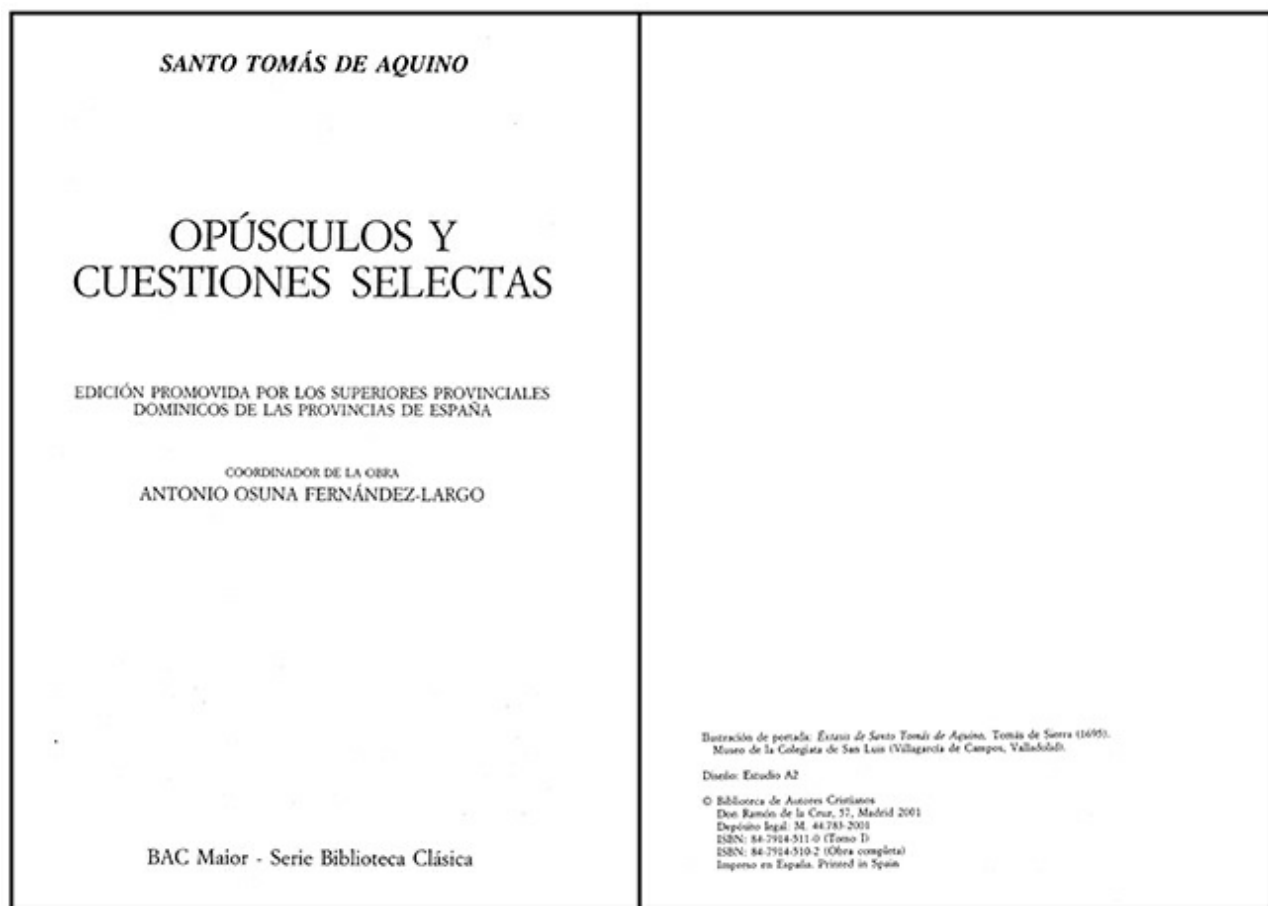 SANTO TOMÁS DE AQUINO
OPÚSCULOS Y
CUESTIONES SELECTAS
EDICIÓN PROMOVIDA POR LOS SUPERIORES PROVINCIALES
DOMINICOS DE LAS PROVINCIAS DE ESPAÑA
COORDINADOR DE LA OBRA
ANTONIO OSUNA FERNÁNDEZ-LARGO
BAC Maior - Serie Biblioteca Clásica
Ilustración de portada: Éxtasis de Santo Tomás de Aquino, Tomás de Sierra (1695).
Museo de la Colegiata de San Luis (Villagarcía de Campos, Valladolid).
Diseño: Estudio A2
© Biblioteca de Autores Cristianos
Don Ramón de la Cruz, 57, Madrid 2001
Depósito legal: M. 44.783-2001
ISBN: 84-7914-511-0 (Tomo I)
ISBN: 84-7914-510-2 (Obra completa)
Impreso en España. Printed in Spain